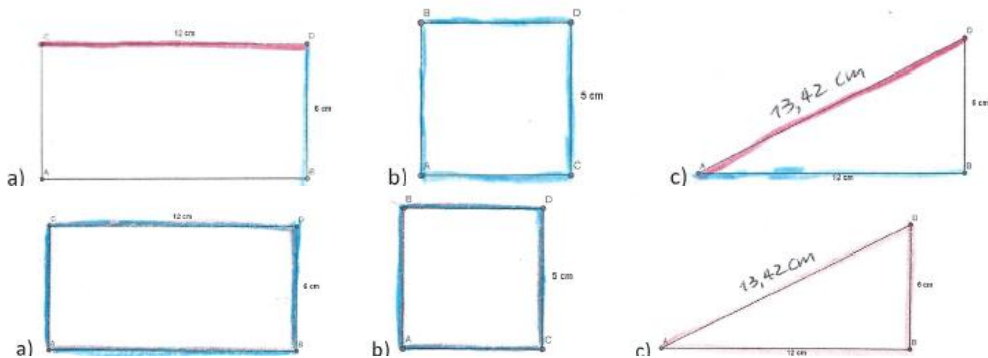 C 12 cm D
6 cm
A B
a)
B D
5 cm
A C
b)
D
13,42 cm
6 cm
A B
12 cm
c)
C 12 cm D
6 cm
A B
a)
B D
5 cm
A C
b)
D
13,42 cm
6 cm
A B
12 cm
c)